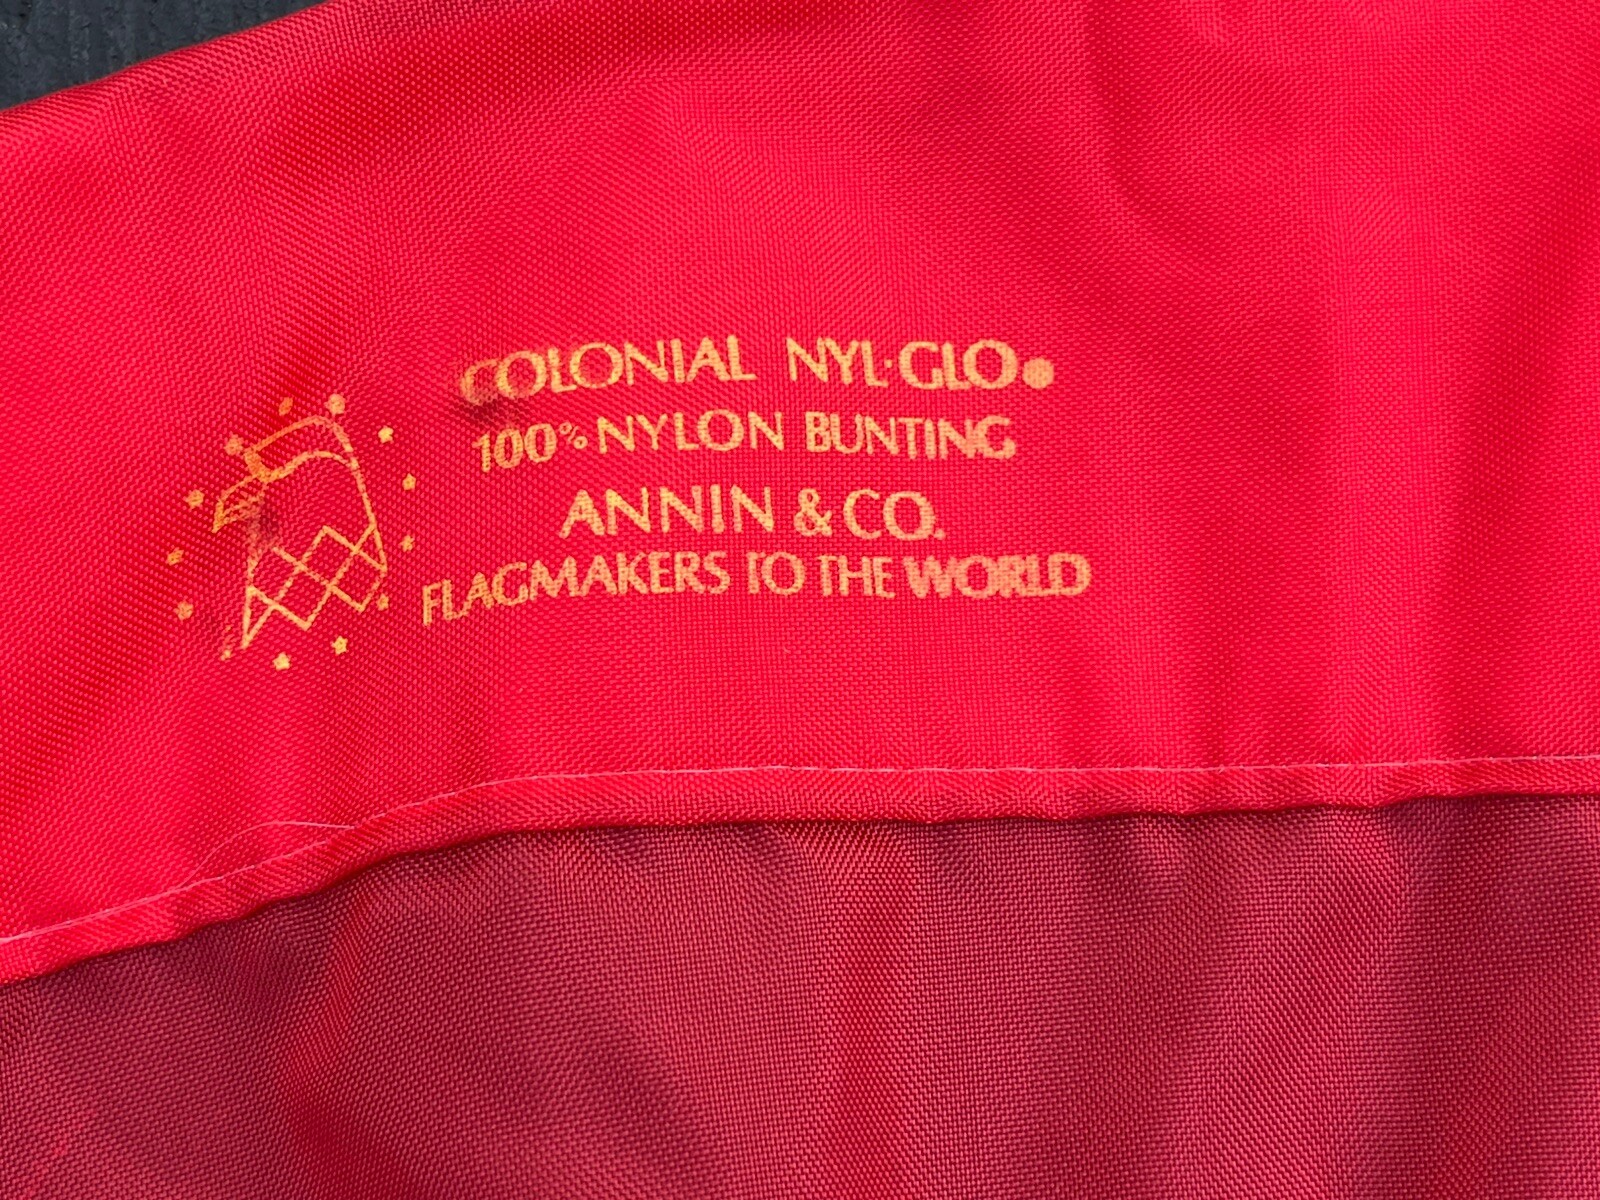 COLONIAL NYL·GLO®
100% NYLON BUNTING
ANNIN & CO.
FLAGMAKERS TO THE WORLD